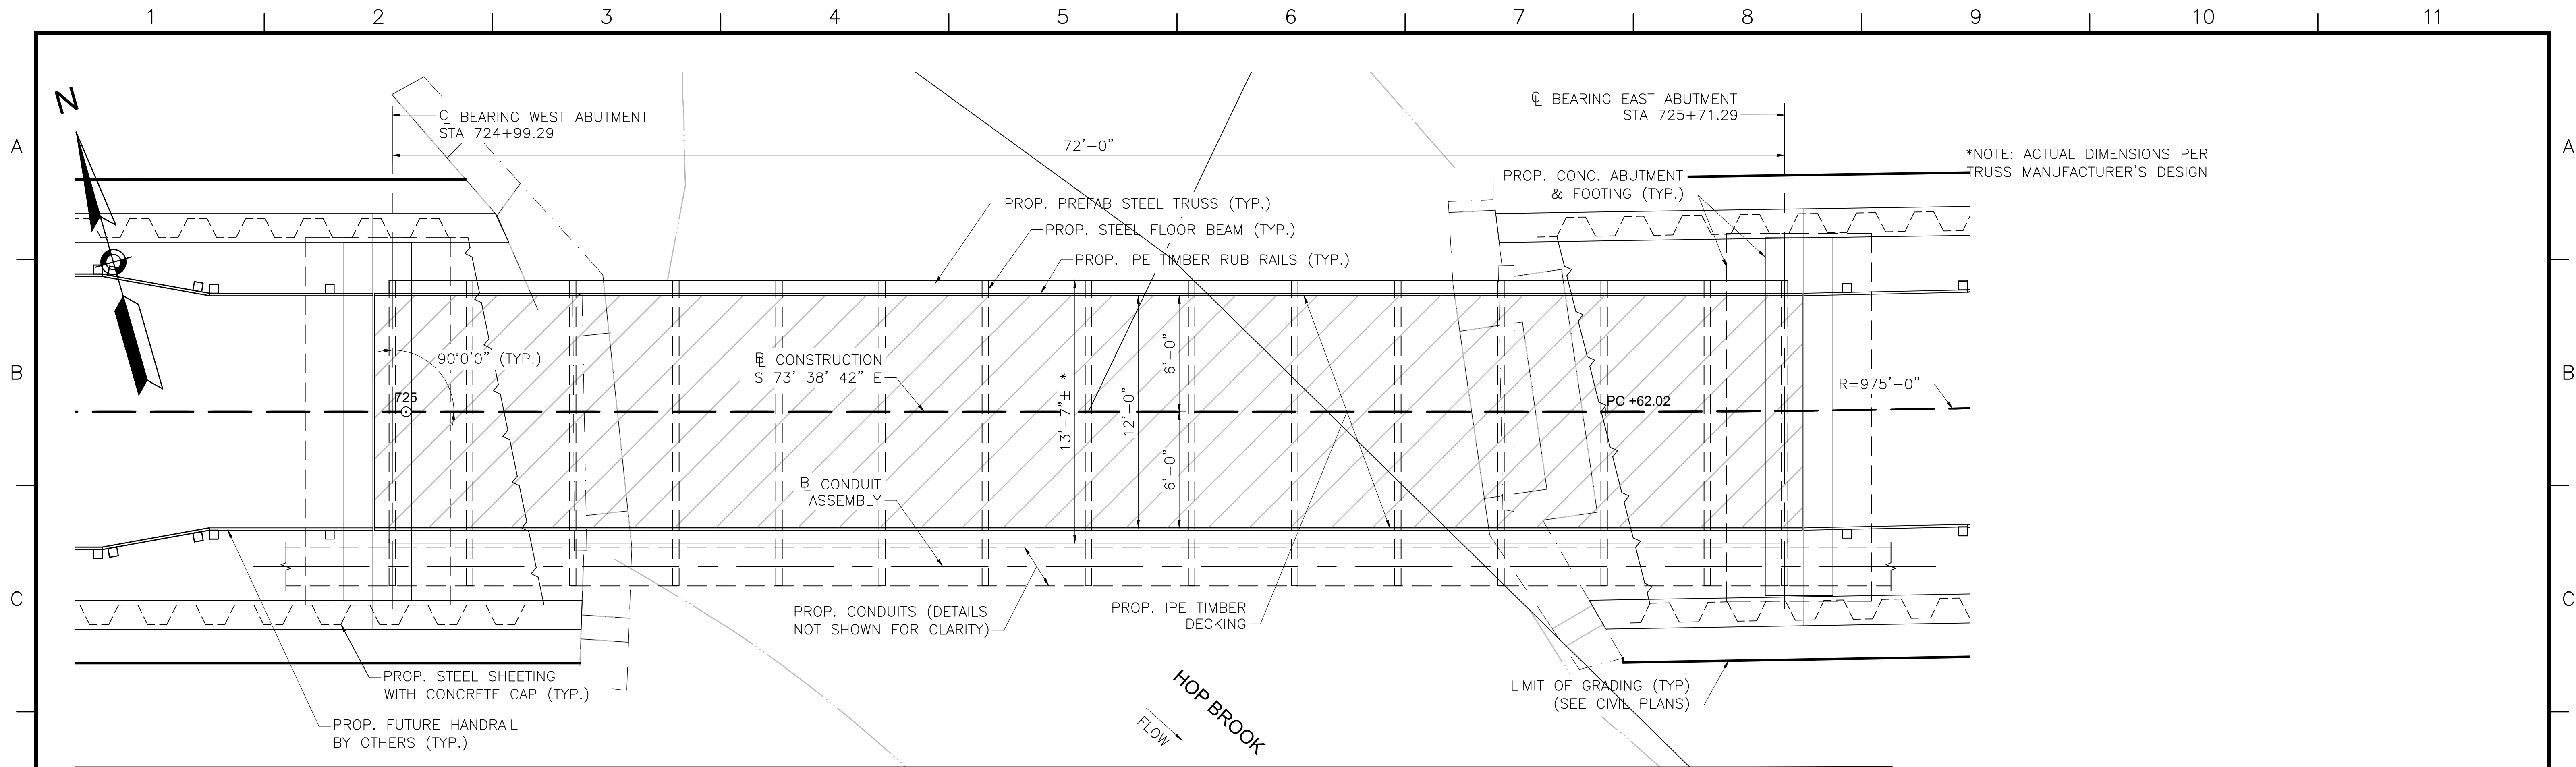 1 2 3 4 5 6 7 8 9 10 11
A
A
B
B
C
C
N
℄ BEARING WEST ABUTMENT
STA 724+99.29
℄ BEARING EAST ABUTMENT
STA 725+71.29
72'-0"
*NOTE: ACTUAL DIMENSIONS PER
TRUSS MANUFACTURER'S DESIGN
PROP. CONC. ABUTMENT
& FOOTING (TYP.)
PROP. PREFAB STEEL TRUSS (TYP.)
PROP. STEEL FLOOR BEAM (TYP.)
PROP. IPE TIMBER RUB RAILS (TYP.)
90°0'0" (TYP.)
725
BL CONSTRUCTION
S 73' 38' 42" E
13'-7"± *
12'-0"
6'-0"
6'-0"
PC +62.02
R=975'-0"
BL CONDUIT
ASSEMBLY
PROP. CONDUITS (DETAILS
NOT SHOWN FOR CLARITY)
PROP. IPE TIMBER
DECKING
PROP. STEEL SHEETING
WITH CONCRETE CAP (TYP.)
PROP. FUTURE HANDRAIL
BY OTHERS (TYP.)
HOP BROOK
FLOW
LIMIT OF GRADING (TYP)
(SEE CIVIL PLANS)